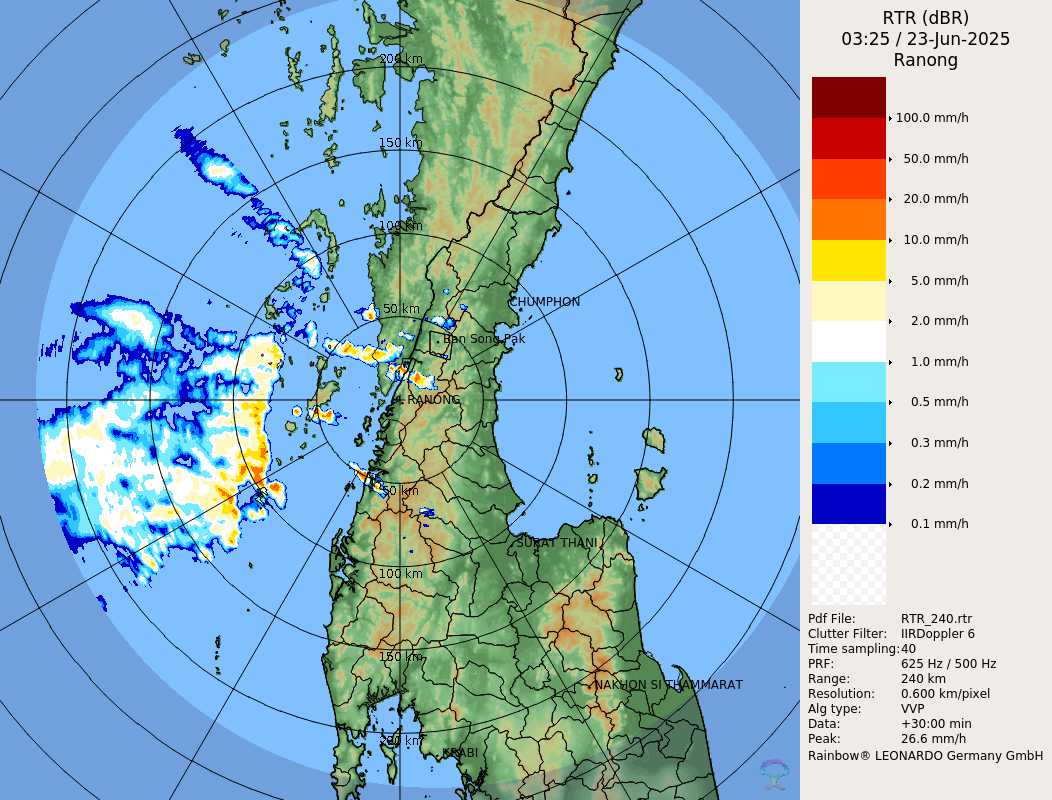 RTR (dBR)
03:25 / 23-Jun-2025
Ranong
100.0 mm/h
50.0 mm/h
20.0 mm/h
10.0 mm/h
5.0 mm/h
2.0 mm/h
1.0 mm/h
0.5 mm/h
0.3 mm/h
0.2 mm/h
0.1 mm/h
Pdf File: RTR_240.rtr
Clutter Filter: IIRDoppler 6
Time sampling:40
PRF: 625 Hz / 500 Hz
Range: 240 km
Resolution: 0.600 km/pixel
Alg type: VVP
Data: +30:00 min
Peak: 26.6 mm/h
Rainbow® LEONARDO Germany GmbH
200 km
150 km
100 km
50 km
CHUMPHON
Ban Song Pak
RANONG
50 km
SURAT THANI
100 km
150 km
NAKHON SI THAMMARAT
200 km
KRABI